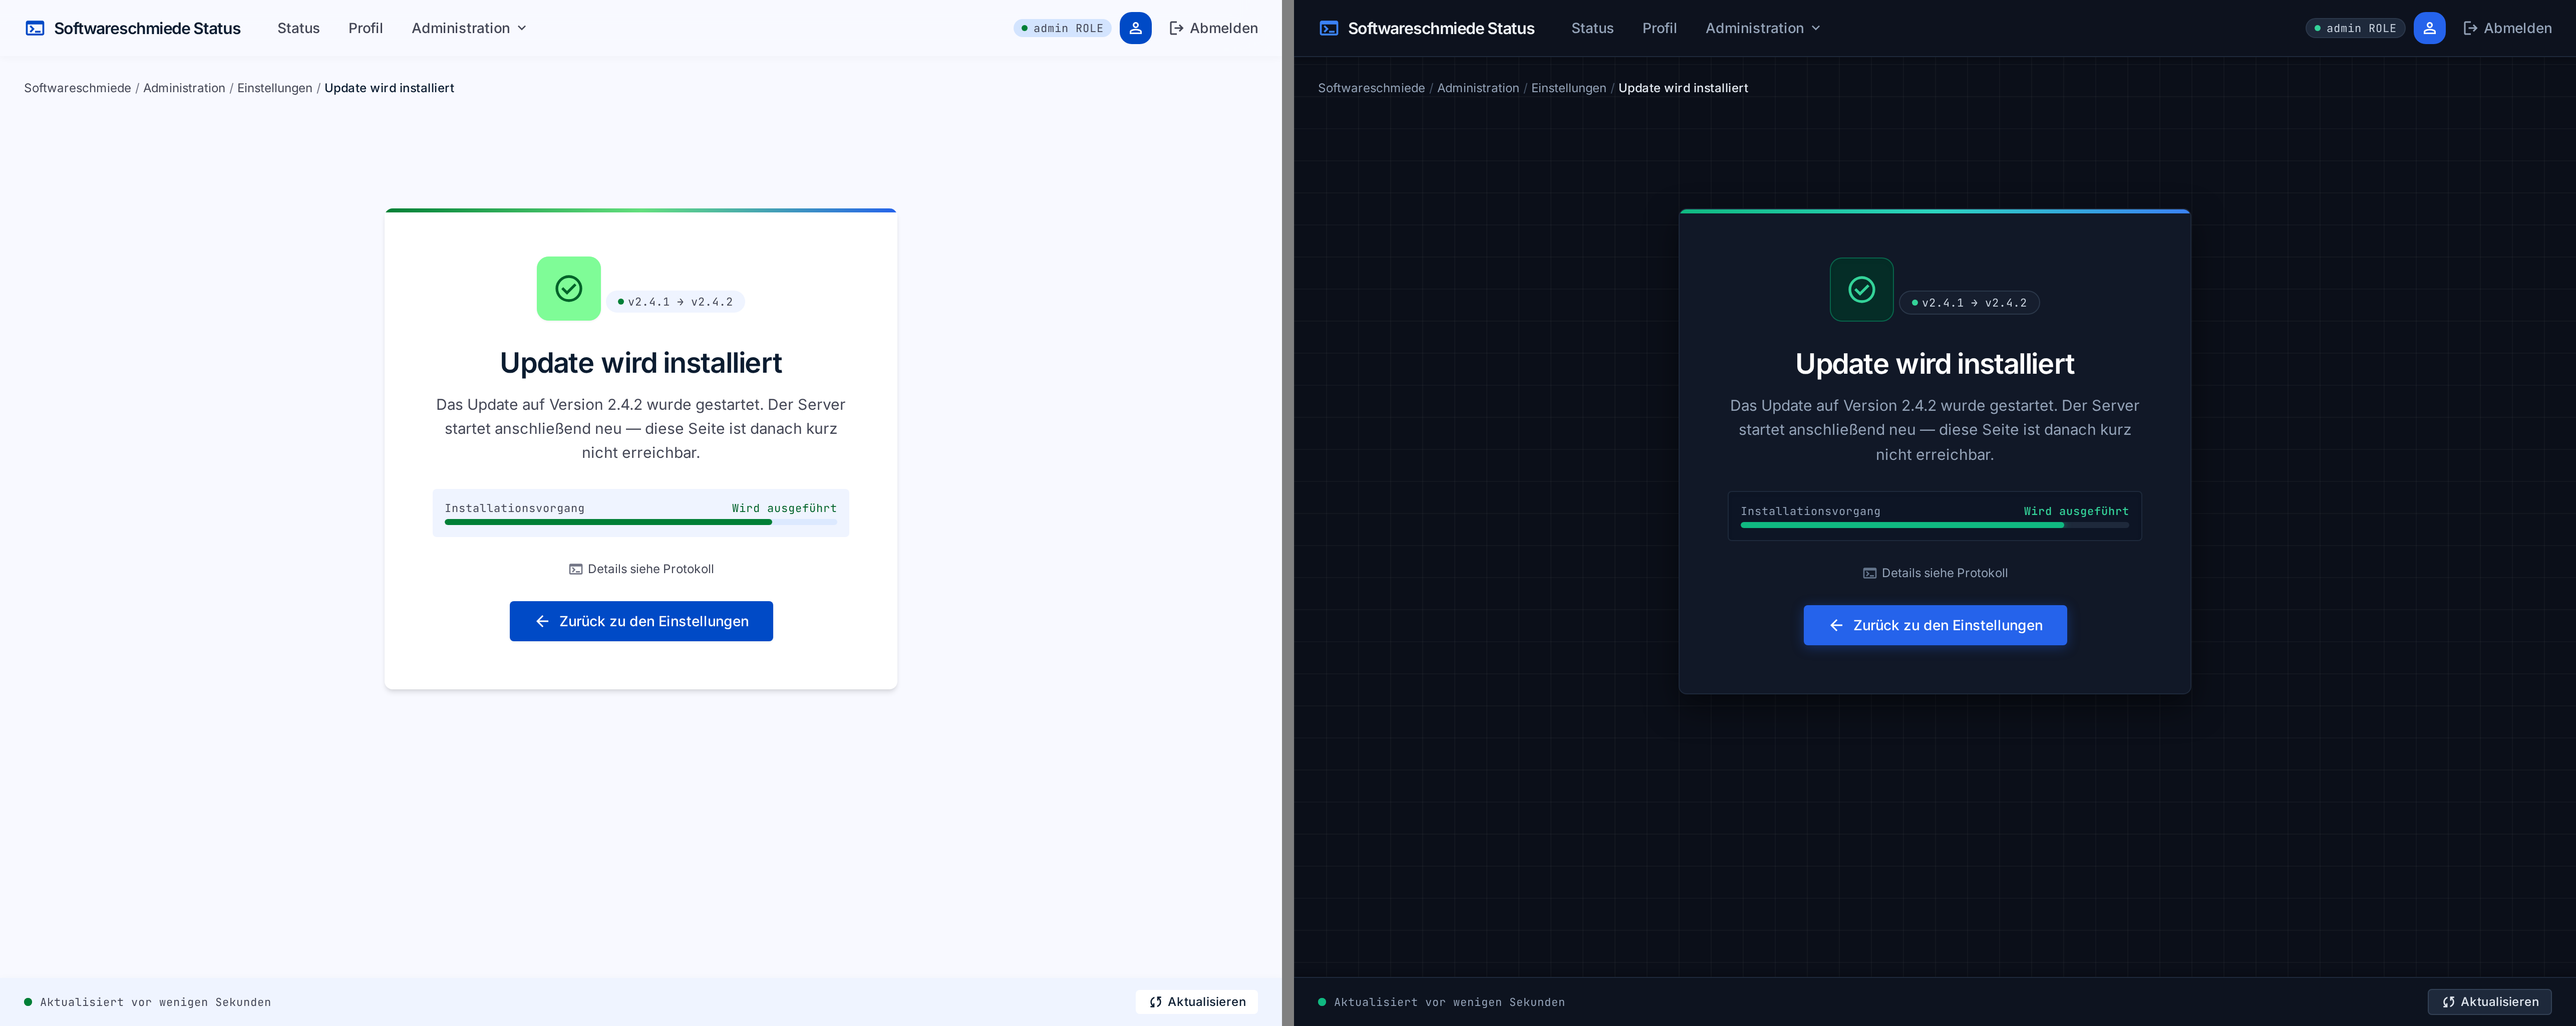 Softwareschmiede Status Status Profil Administration admin ROLE Abmelden
Softwareschmiede / Administration / Einstellungen / Update wird installiert
v2.4.1 → v2.4.2
Update wird installiert
Das Update auf Version 2.4.2 wurde gestartet. Der Server
startet anschließend neu — diese Seite ist danach kurz
nicht erreichbar.
Installationsvorgang Wird ausgeführt
Details siehe Protokoll
← Zurück zu den Einstellungen
Aktualisiert vor wenigen Sekunden Aktualisieren
Softwareschmiede Status Status Profil Administration admin ROLE Abmelden
Softwareschmiede / Administration / Einstellungen / Update wird installiert
v2.4.1 → v2.4.2
Update wird installiert
Das Update auf Version 2.4.2 wurde gestartet. Der Server
startet anschließend neu — diese Seite ist danach kurz
nicht erreichbar.
Installationsvorgang Wird ausgeführt
Details siehe Protokoll
← Zurück zu den Einstellungen
Aktualisiert vor wenigen Sekunden Aktualisieren